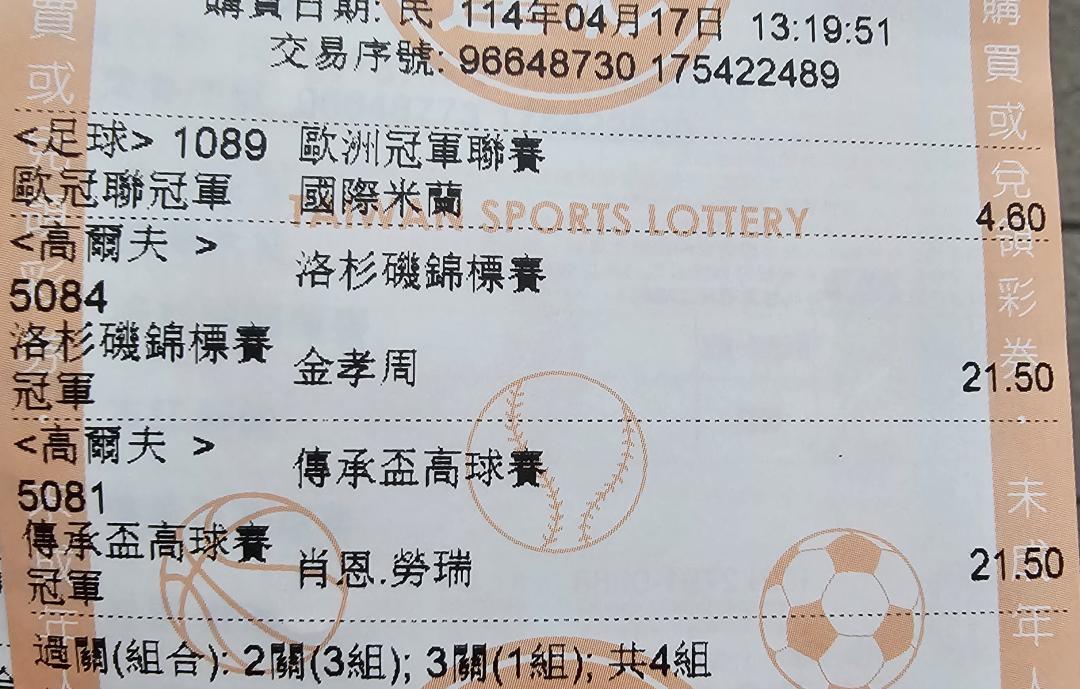 購買日期: 民 114年04月17日 13:19:51
交易序號: 96648730 175422489
<足球> 1089 歐洲冠軍聯賽
歐冠聯冠軍 國際米蘭 4.60
TAIWAN SPORTS LOTTERY
<高爾夫 >
5084 洛杉磯錦標賽
洛杉磯錦標賽
冠軍 金孝周 21.50
<高爾夫 >
5081 傳承盃高球賽
傳承盃高球賽
冠軍 肖恩.勞瑞 21.50
過關(組合): 2關(3組); 3關(1組); 共4組
買或兌領彩券
購買或兌領彩券.未成年人